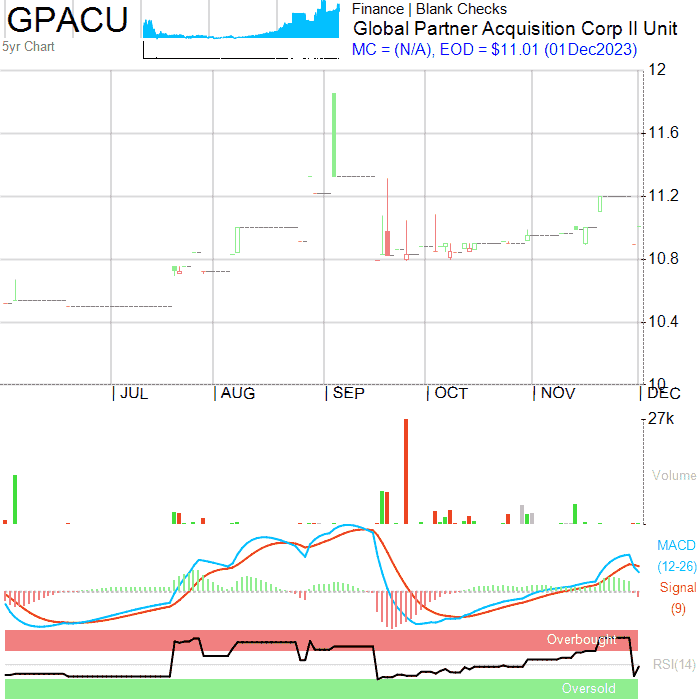 GPACU
Finance | Blank Checks
Global Partner Acquisition Corp II Unit
5yr Chart
MC = (N/A), EOD = $11.01 (01Dec2023)
12
11.6
11.2
10.8
10.4
10
JUL
AUG
SEP
OCT
NOV
DEC
27k
Volume
MACD
(12-26)
Signal
(9)
Overbought
RSI(14)
Oversold